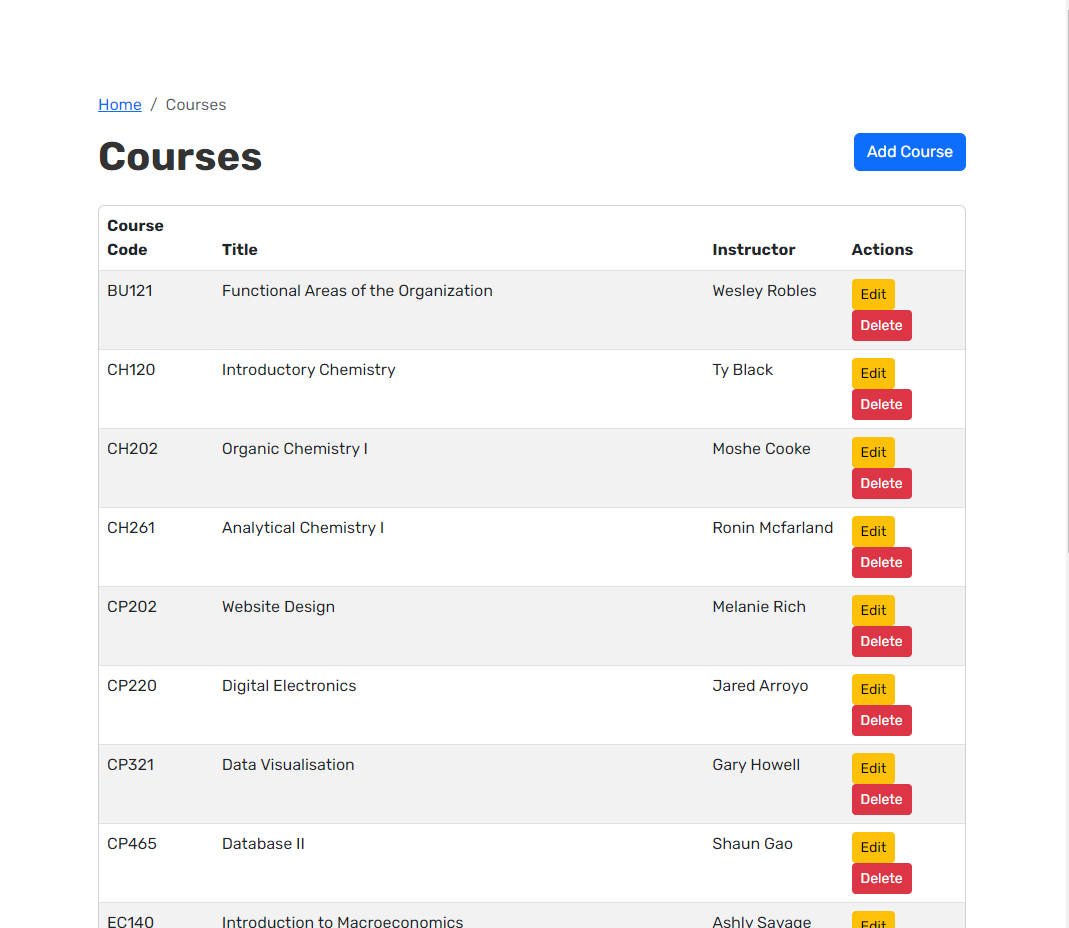 Home / Courses
Courses
Add Course
Course
Code Title Instructor Actions
BU121 Functional Areas of the Organization Wesley Robles Edit
Delete
CH120 Introductory Chemistry Ty Black Edit
Delete
CH202 Organic Chemistry I Moshe Cooke Edit
Delete
CH261 Analytical Chemistry I Ronin Mcfarland Edit
Delete
CP202 Website Design Melanie Rich Edit
Delete
CP220 Digital Electronics Jared Arroyo Edit
Delete
CP321 Data Visualisation Gary Howell Edit
Delete
CP465 Database II Shaun Gao Edit
Delete
EC140 Introduction to Macroeconomics Ashly Savage Edit